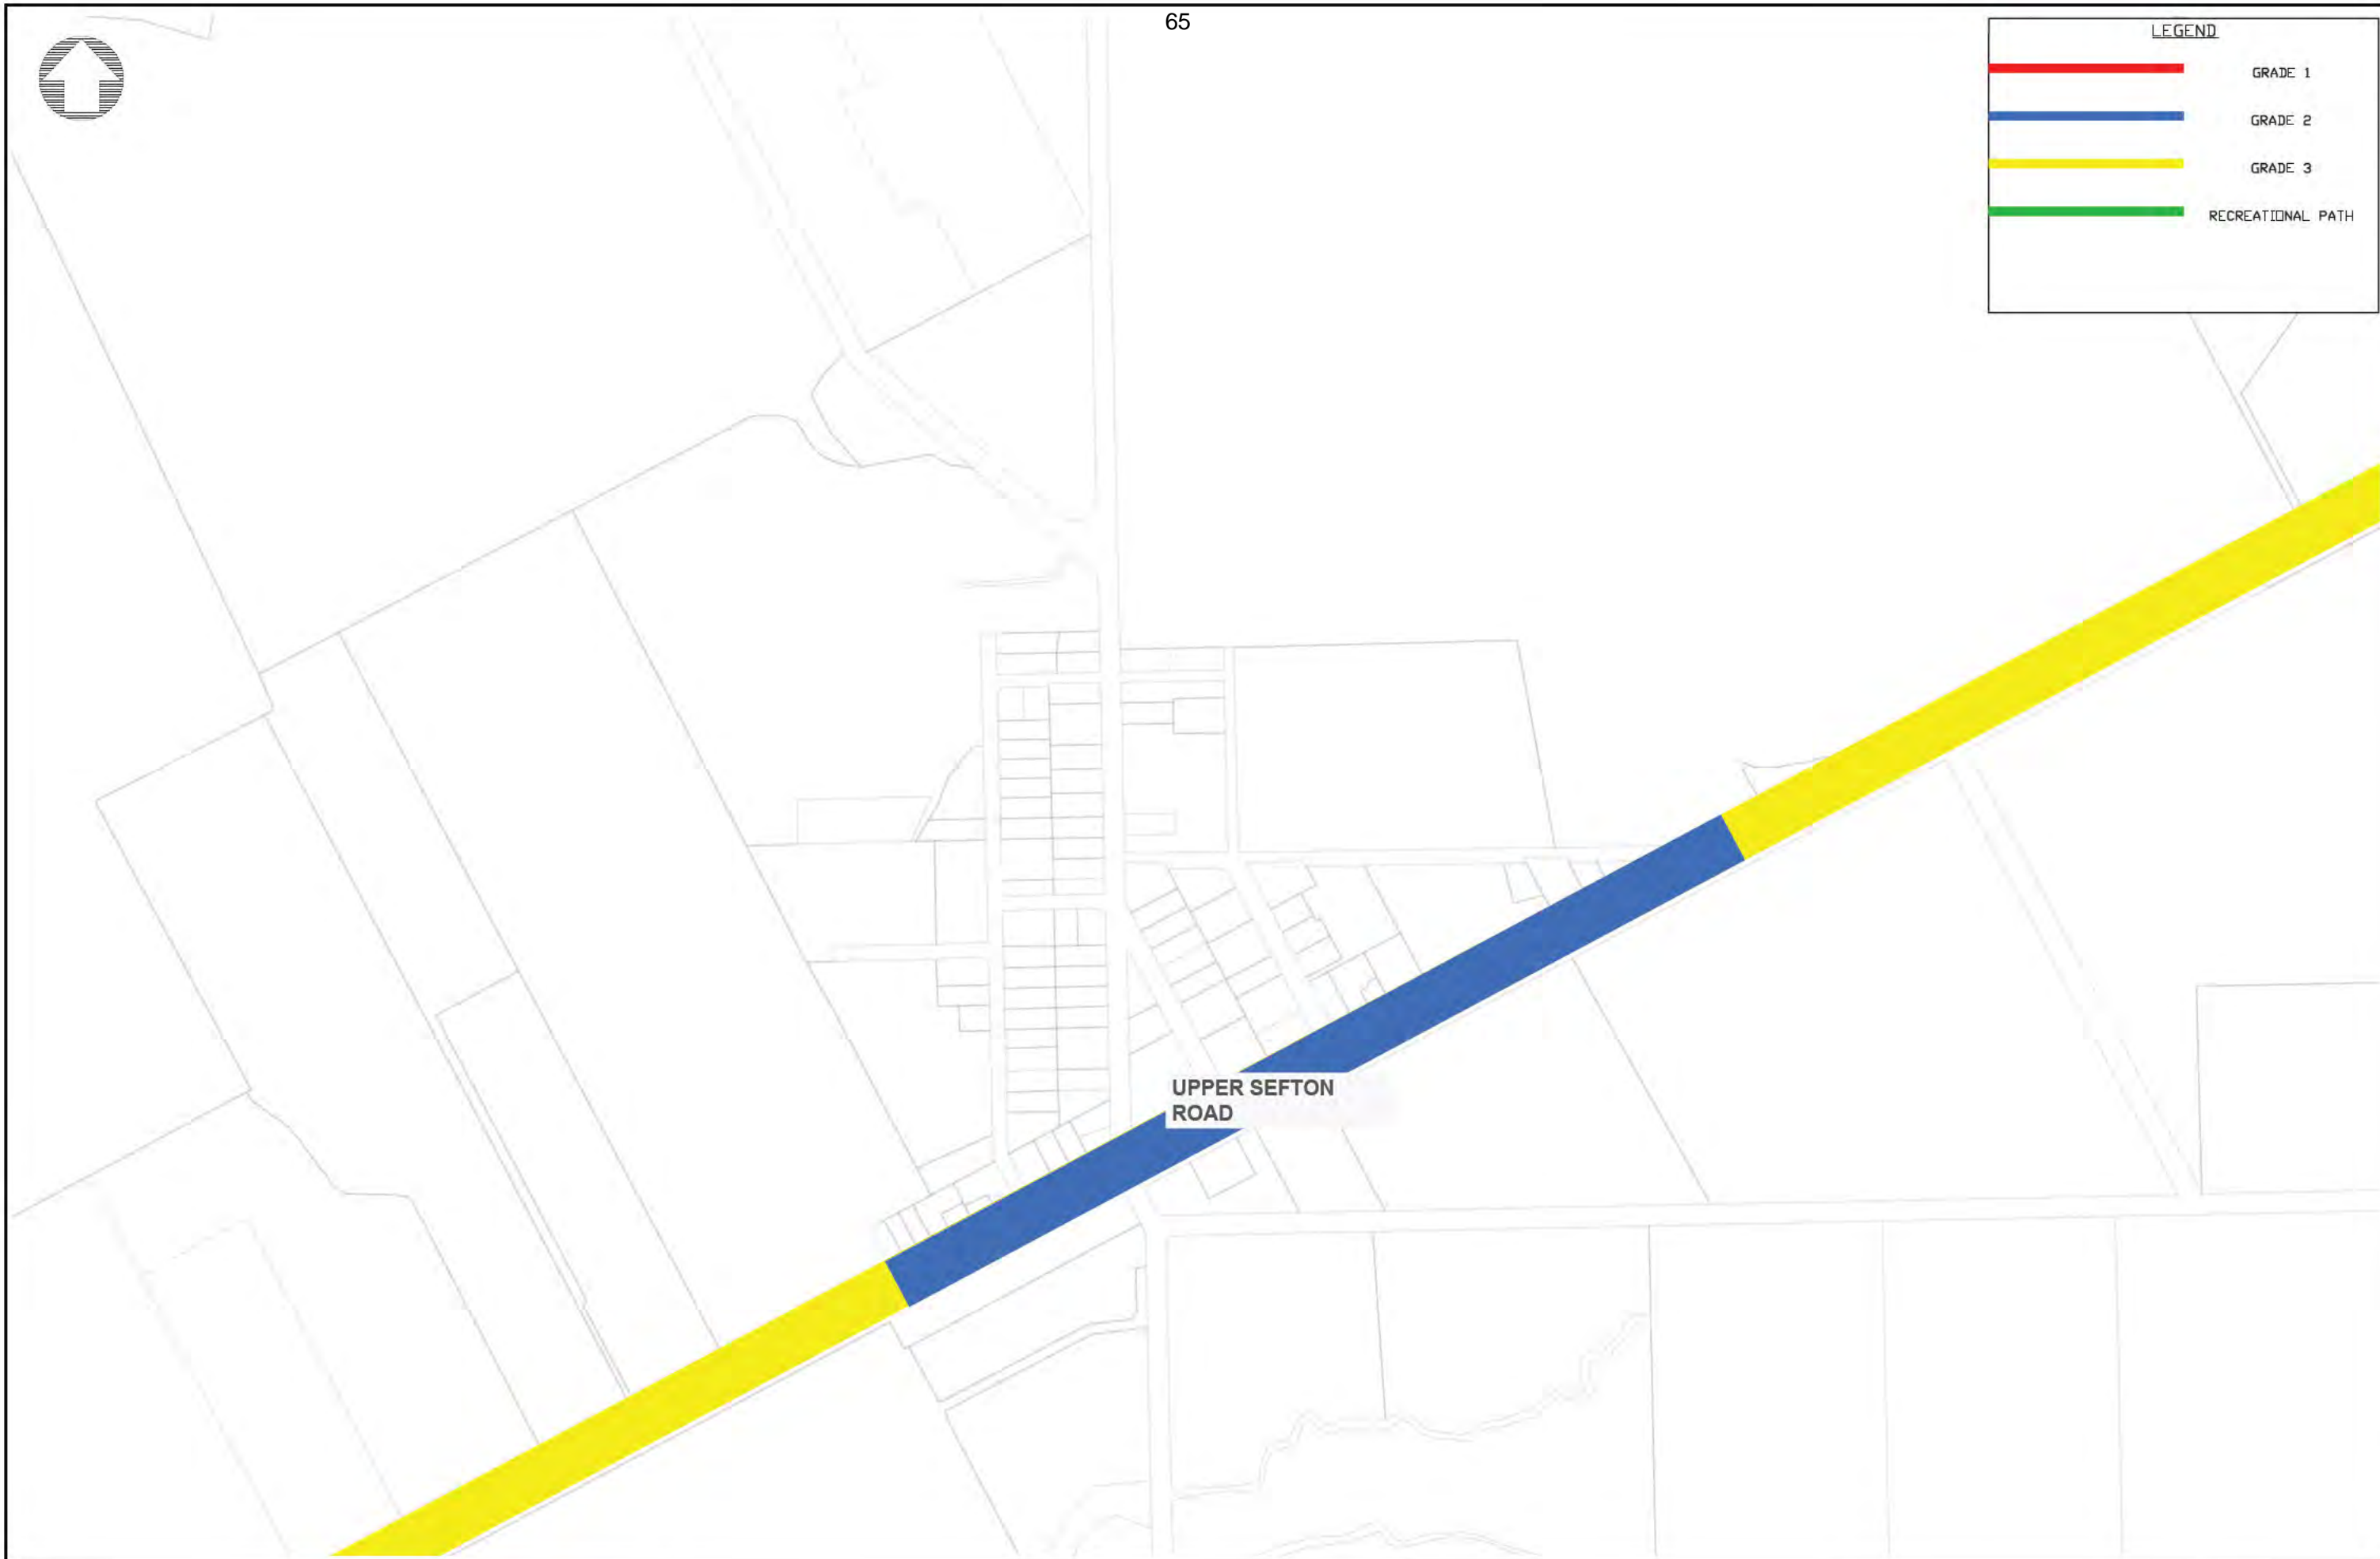 65
LEGEND
GRADE 1
GRADE 2
GRADE 3
RECREATIONAL PATH
UPPER SEFTON
ROAD